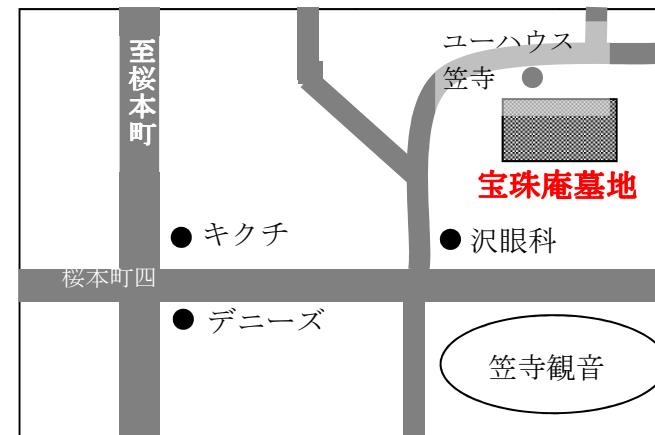 至桜本町
ユーハウス
笠寺
宝珠庵墓地
キクチ
沢眼科
桜本町四
デニーズ
笠寺観音